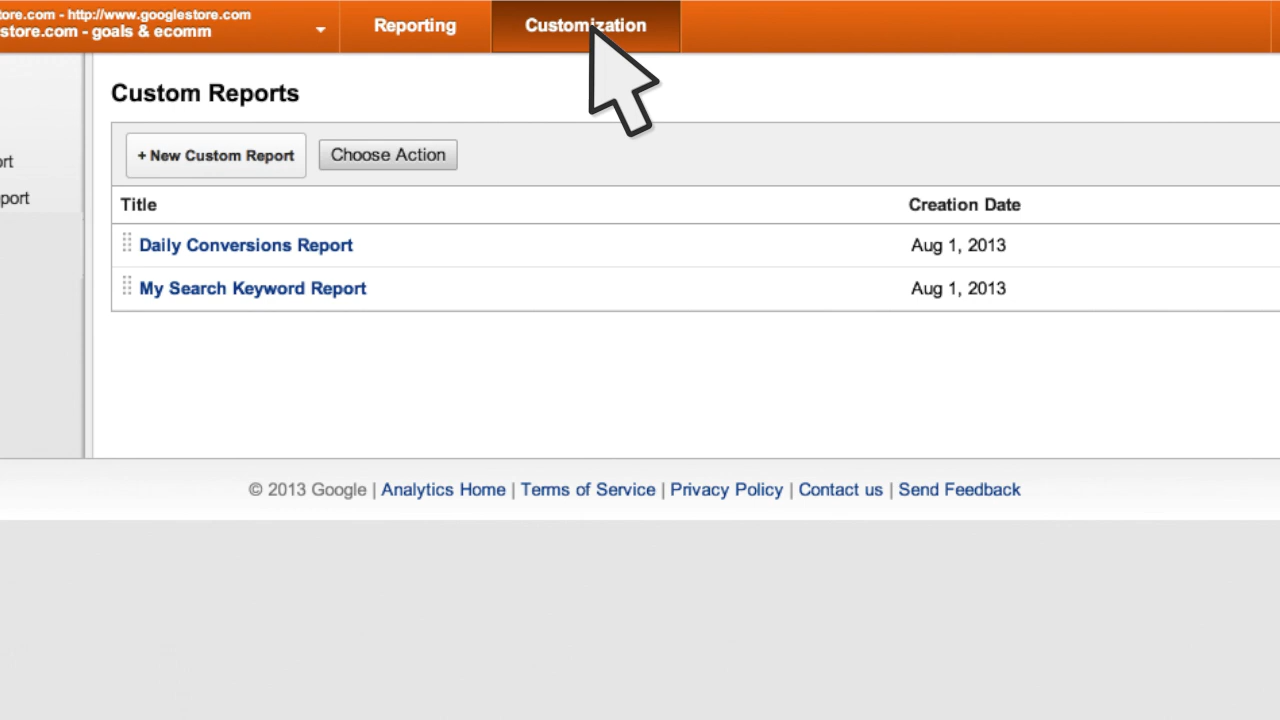 tore.com - http://www.googlestore.com
store.com - goals & ecomm
Reporting
Customization
Custom Reports
ort
port
+ New Custom Report
Choose Action
Title
Creation Date
Daily Conversions Report
Aug 1, 2013
My Search Keyword Report
Aug 1, 2013
© 2013 Google | Analytics Home | Terms of Service | Privacy Policy | Contact us | Send Feedback